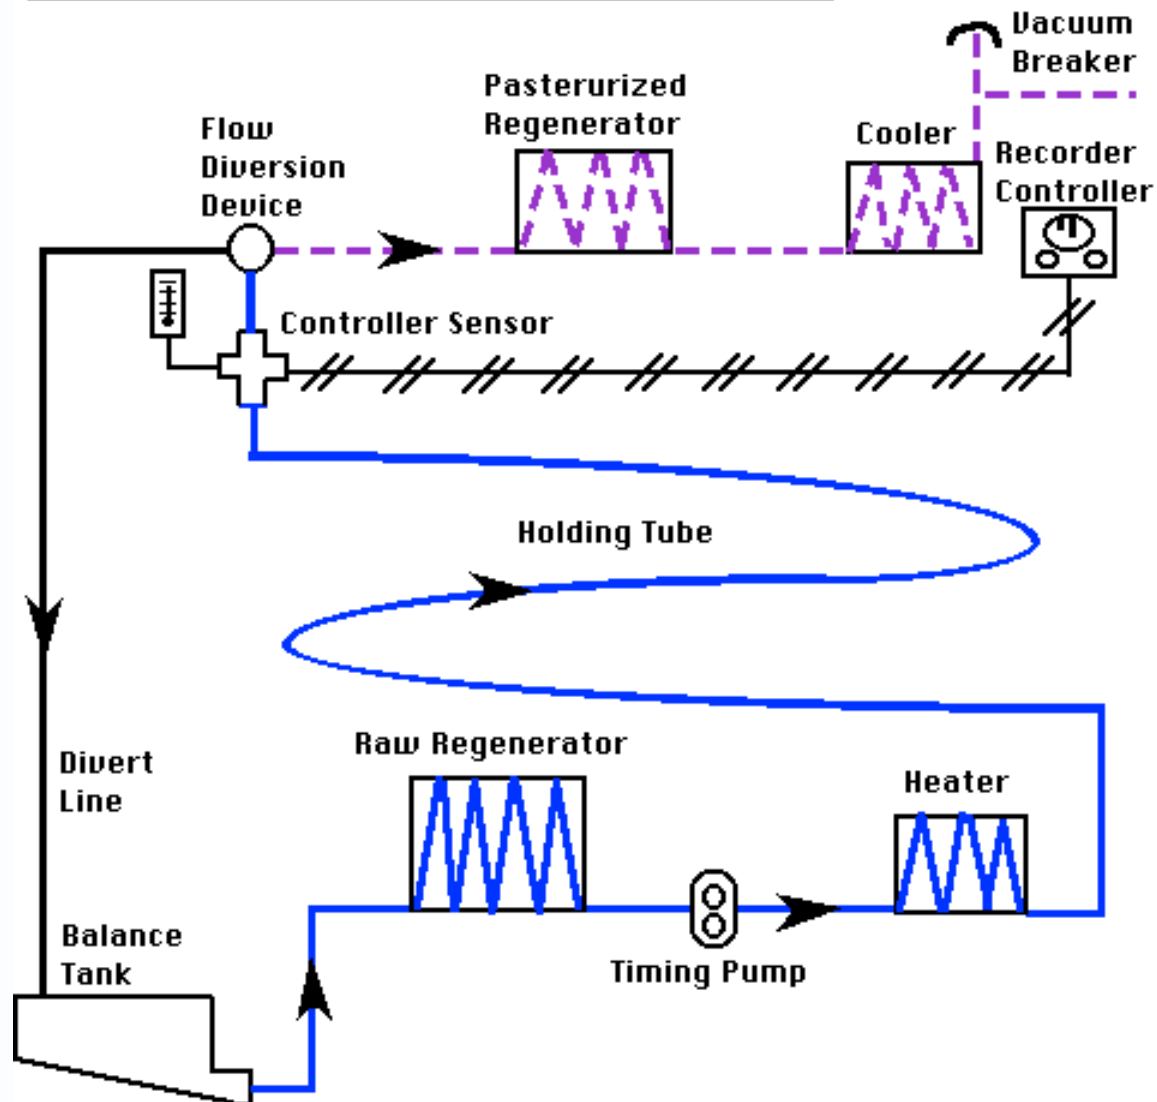 Vacuum
Breaker
Pasterurized
Regenerator
Flow
Diversion
Device
Cooler
Recorder
Controller
Controller Sensor
Holding Tube
Raw Regenerator
Divert
Line
Heater
Balance
Tank
Timing Pump